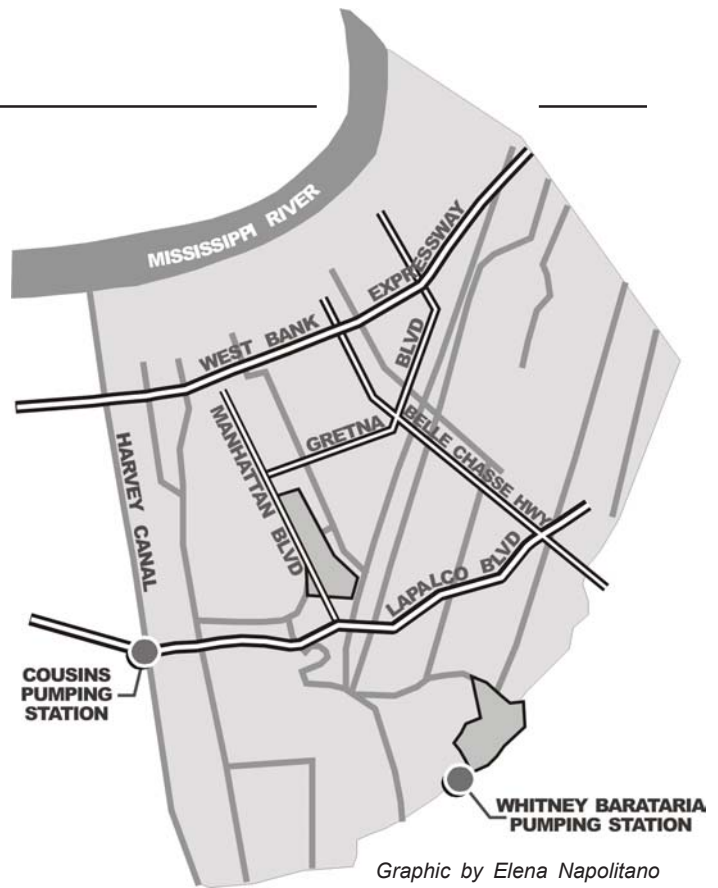 MISSISSIPPI RIVER
WEST BANK EXPRESSWAY
GRETNA BLVD
MANHATTAN BLVD
BELLE CHASSE HWY
HARVEY CANAL
LAPALCO BLVD
COUSINS
PUMPING
STATION
WHITNEY BARATARIA
PUMPING STATION
Graphic by Elena Napolitano